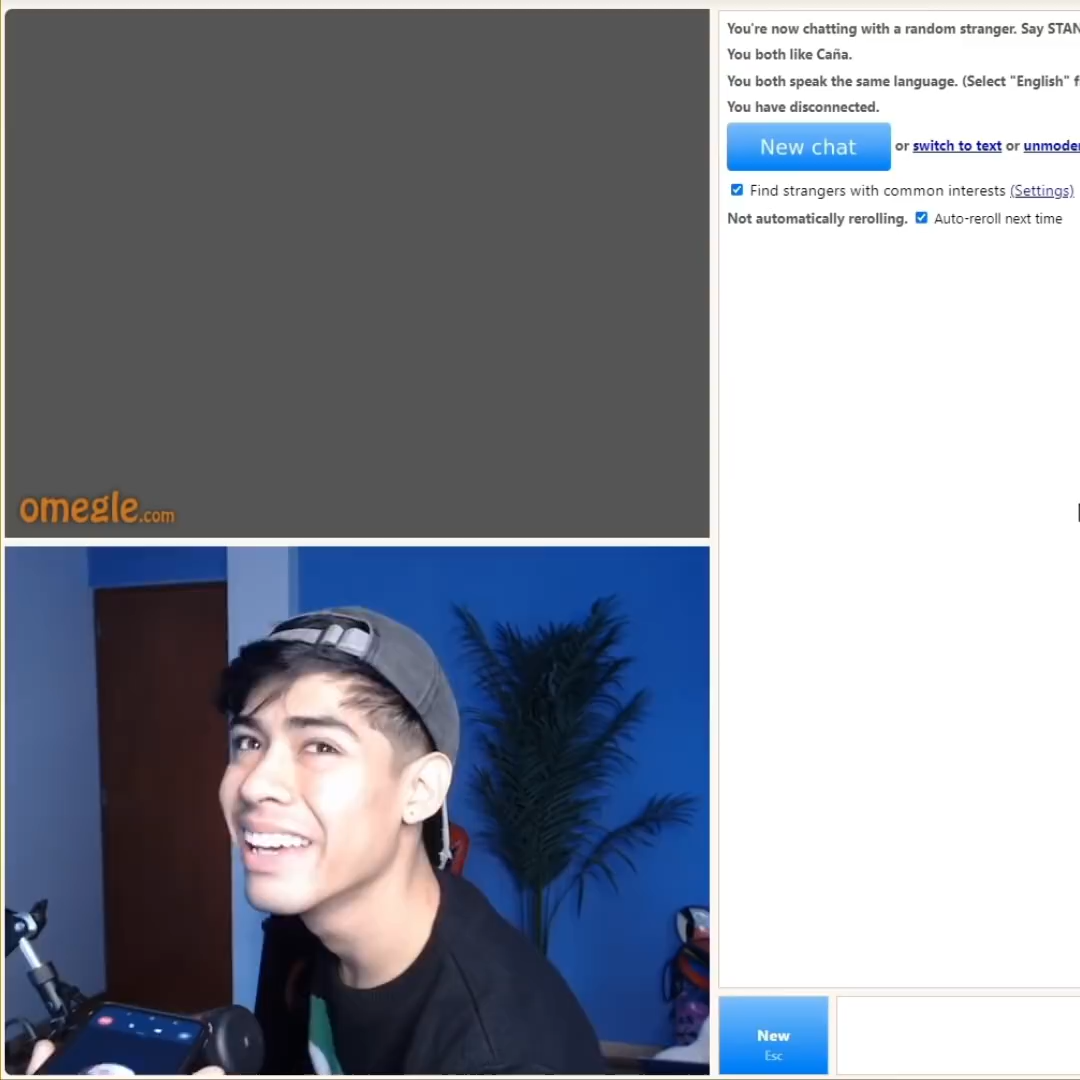 You're now chatting with a random stranger. Say
You both like Caña.
You both speak the same language. (Select "English"
You have disconnected.
New chat or switch to text or
Find strangers with common interests (Settings)
Not automatically rerolling. Auto-reroll next time
omegle.com
New
Esc